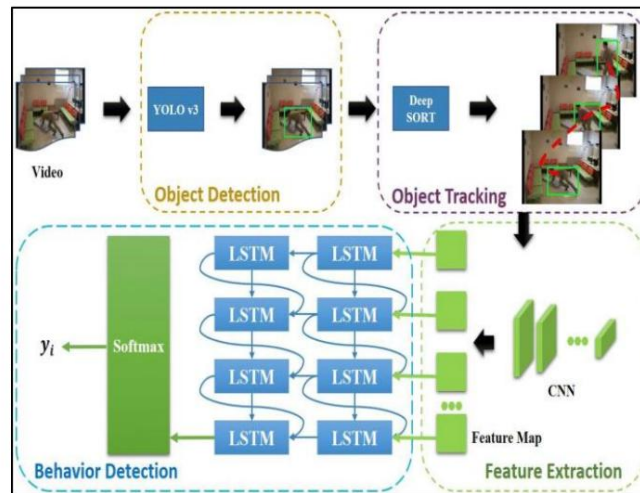 Video
YOLO v3
Object Detection
Deep
SORT
Object Tracking
CNN
Feature Map
Feature Extraction
LSTM
LSTM
LSTM
LSTM
LSTM
LSTM
LSTM
LSTM
Softmax
yᵢ
Behavior Detection